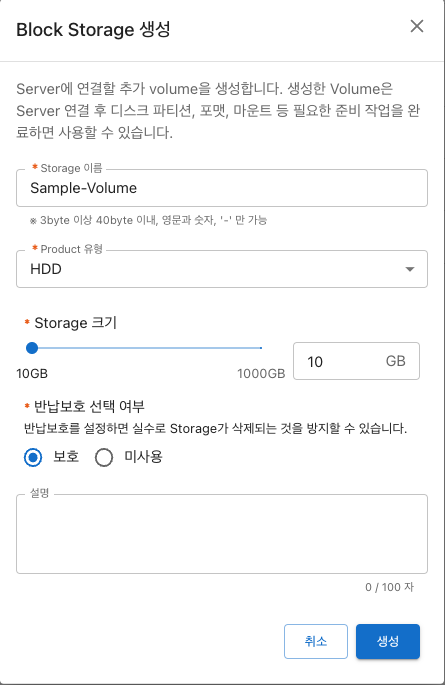 Block Storage 생성
Server에 연결할 추가 volume을 생성합니다. 생성한 Volume은
Server 연결 후 디스크 파티션, 포맷, 마운트 등 필요한 준비 작업을 완
료하면 사용할 수 있습니다.
* Storage 이름
Sample-Volume
※ 3byte 이상 40byte 이내, 영문과 숫자, '-' 만 가능
* Product 유형
HDD
* Storage 크기
10 GB
10GB 1000GB
* 반납보호 선택 여부
반납보호를 설정하면 실수로 Storage가 삭제되는 것을 방지할 수 있습니다.
보호 미사용
설명
0 / 100 자
취소 생성